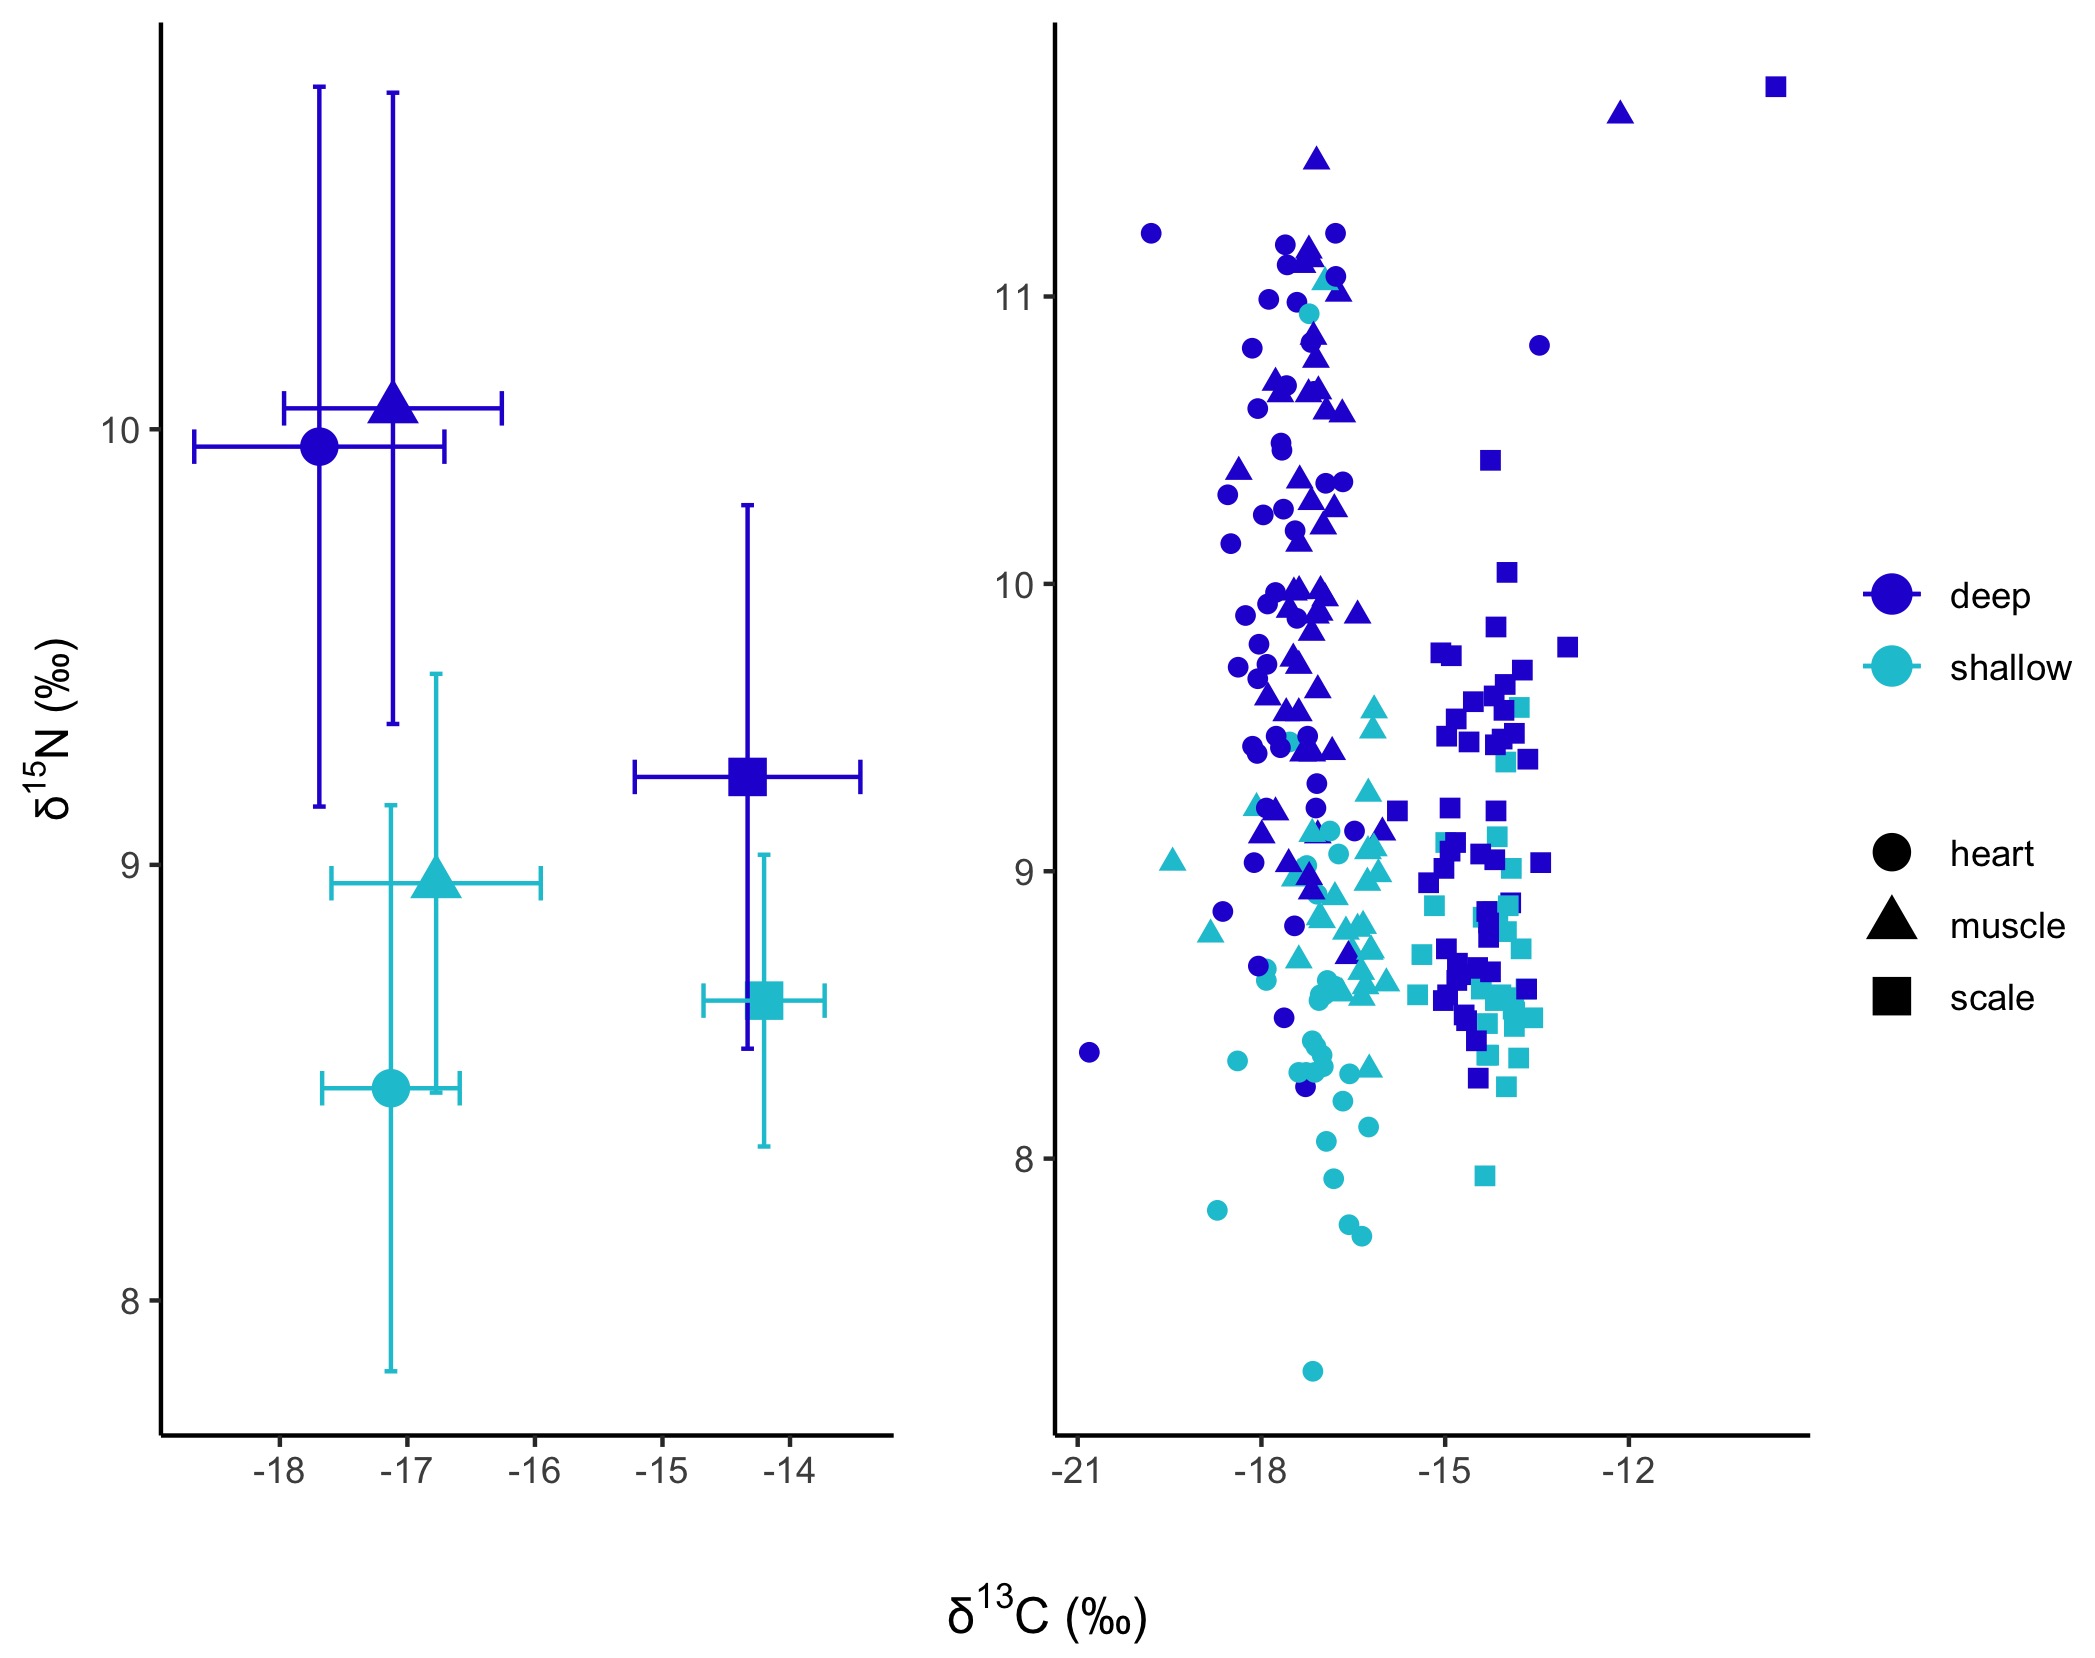 δ15N (‰)
10
9
8
-18 -17 -16 -15 -14
11
10
9
8
-21 -18 -15 -12
δ13C (‰)
deep
shallow
heart
muscle
scale